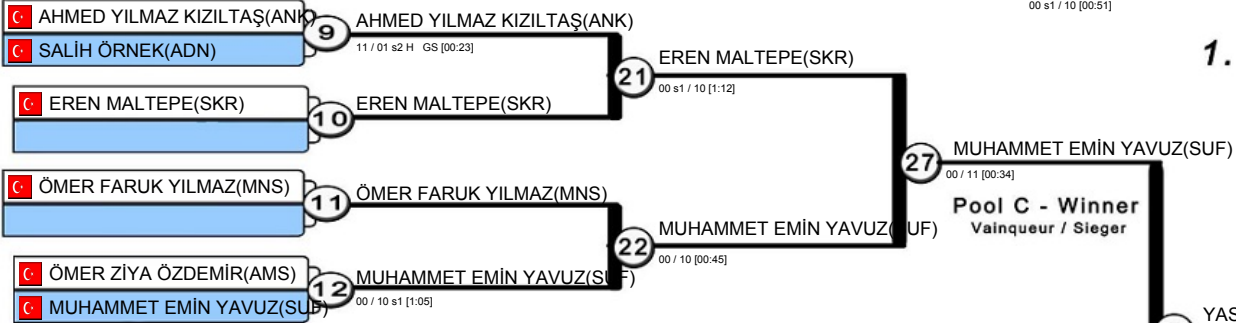 00 s1 / 10 [00:51]
AHMED YILMAZ KIZILTAŞ(ANK)
SALİH ÖRNEK(ADN)
9
AHMED YILMAZ KIZILTAŞ(ANK)
11 / 01 s2 H GS [00:23]
EREN MALTEPE(SKR)
10
EREN MALTEPE(SKR)
21
EREN MALTEPE(SKR)
00 s1 / 10 [1:12]
1.
ÖMER FARUK YILMAZ(MNS)
11
ÖMER FARUK YILMAZ(MNS)
ÖMER ZİYA ÖZDEMİR(AMS)
MUHAMMET EMİN YAVUZ(SUF)
12
MUHAMMET EMİN YAVUZ(SUF)
00 / 10 s1 [1:05]
22
MUHAMMET EMİN YAVUZ(SUF)
00 / 10 [00:45]
27
MUHAMMET EMİN YAVUZ(SUF)
00 / 11 [00:34]
Pool C - Winner
Vainqueur / Sieger
YAS